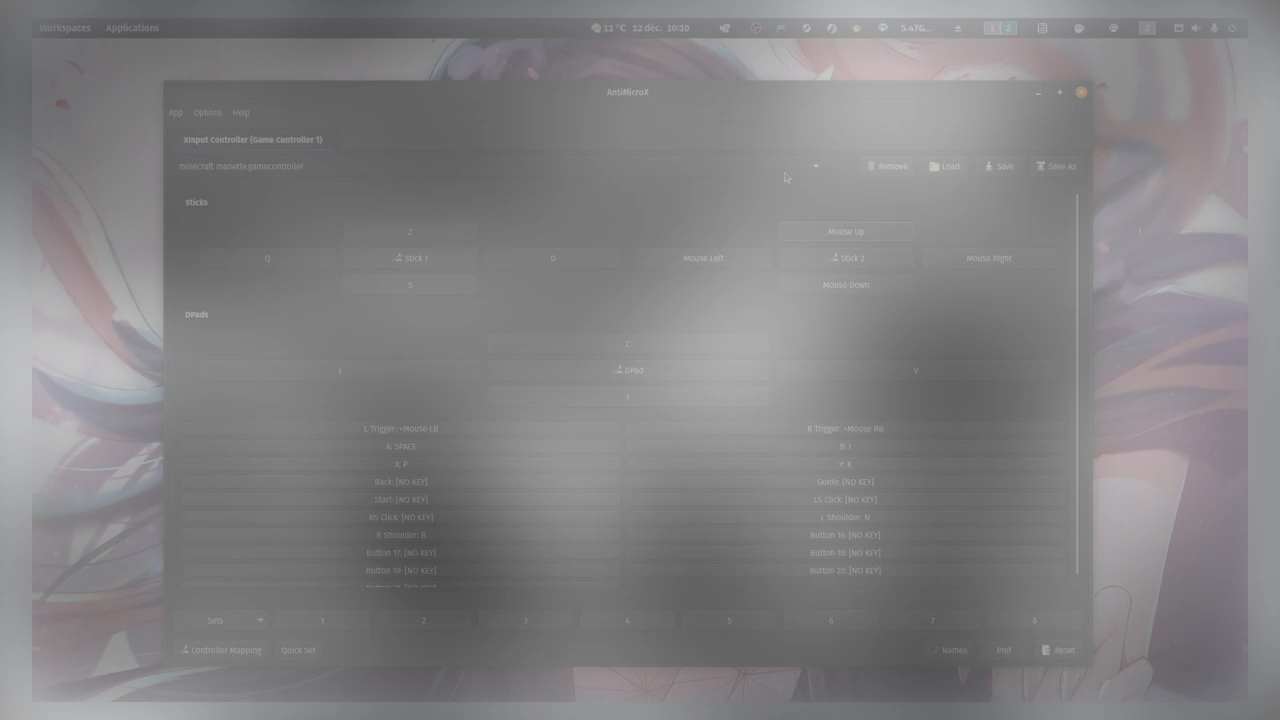 Workspaces Applications 11 °C 12 déc. 10:10 5.47G... 1 2
AntiMicroX
App Options Help
XInput Controller (Game Controller 1)
minecraft manette.gamecontroller Remove Load Save Save As
Sticks
Z Mouse Up
Q Stick 1 D Mouse Left Stick 2 Mouse Right
S Mouse Down
DPads
C
DPad V
L Trigger: •Mouse LB R Trigger: •Mouse RB
A: SPACE
X: P Y: K
Back: [NO KEY] Guide: [NO KEY]
Start: [NO KEY] LS Click: [NO KEY]
RS Click: [NO KEY] L Shoulder: N
R Shoulder: B Button 16: [NO KEY]
Button 17: [NO KEY] Button 18: [NO KEY]
Button 19: [NO KEY] Button 20: [NO KEY]
Sets 1 2 3 4 5 6 7 8
Controller Mapping Quick Set Names Pref Reset